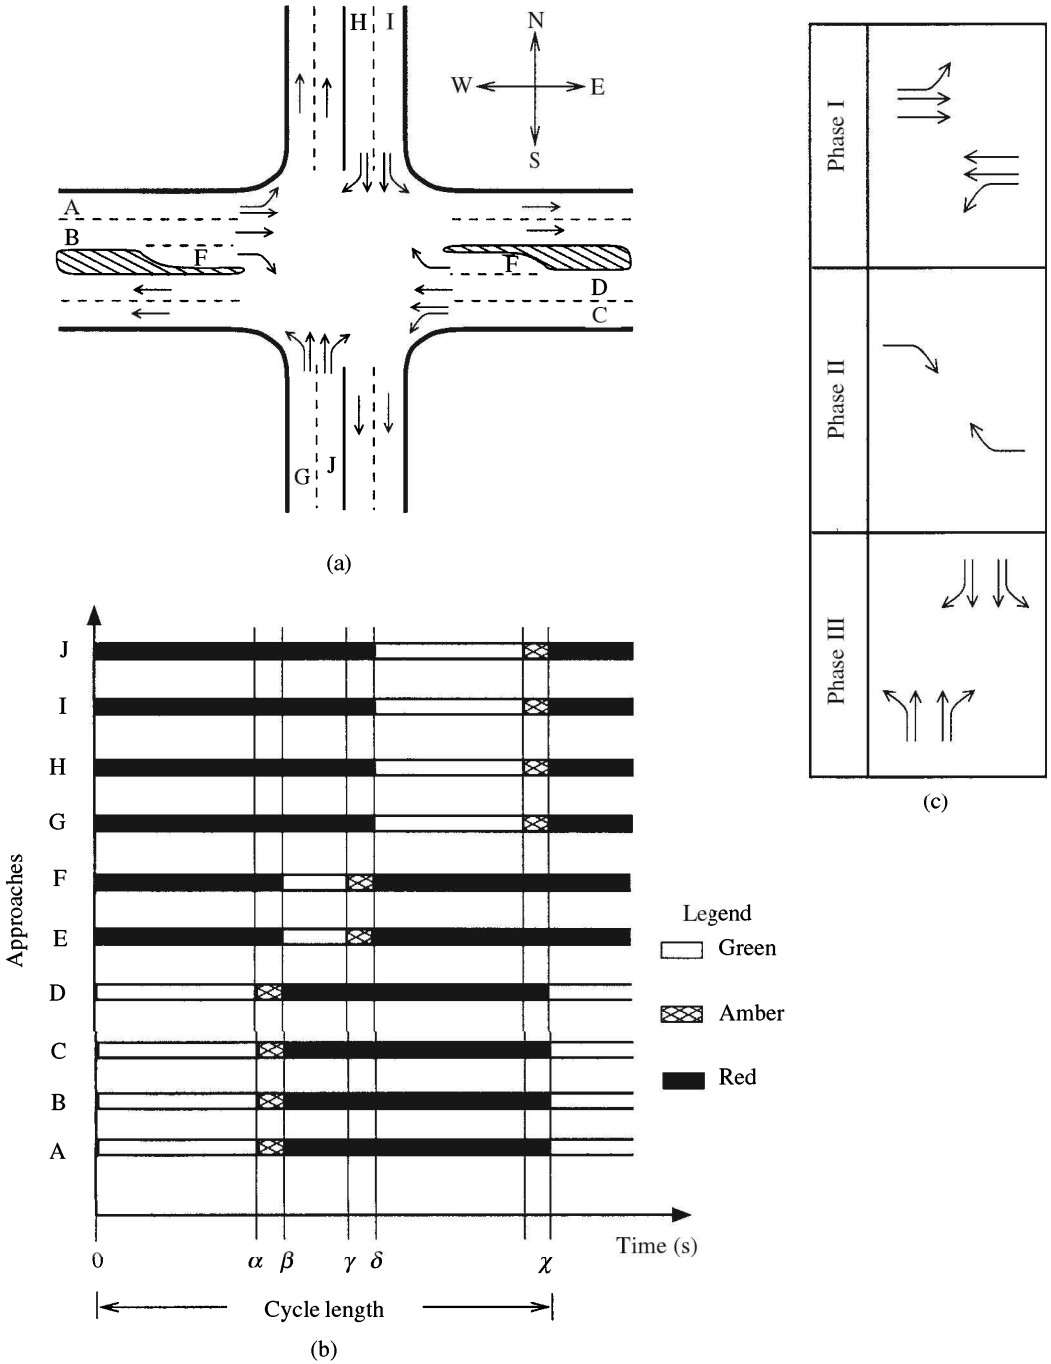 H I
N
W E
S
A
B
F
F
D
C
G J
(a)
Phase I
Phase II
Phase III
(c)
J
I
H
G
F
E
D
C
B
A
Approaches
Legend
Green
Amber
Red
Time (s)
0 α β γ δ χ
Cycle length
(b)